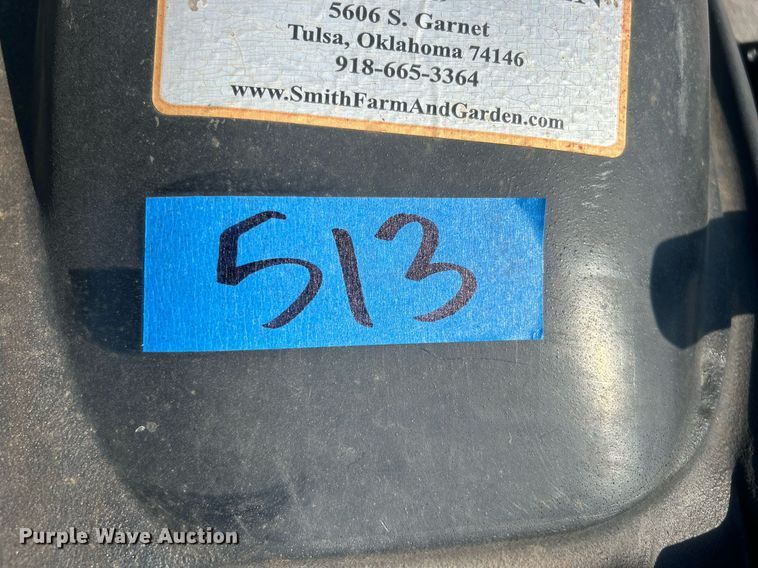 5606 S. Garnet
Tulsa, Oklahoma 74146
918-665-3364
www.SmithFarmAndGarden.com
513
Purple Wave Auction